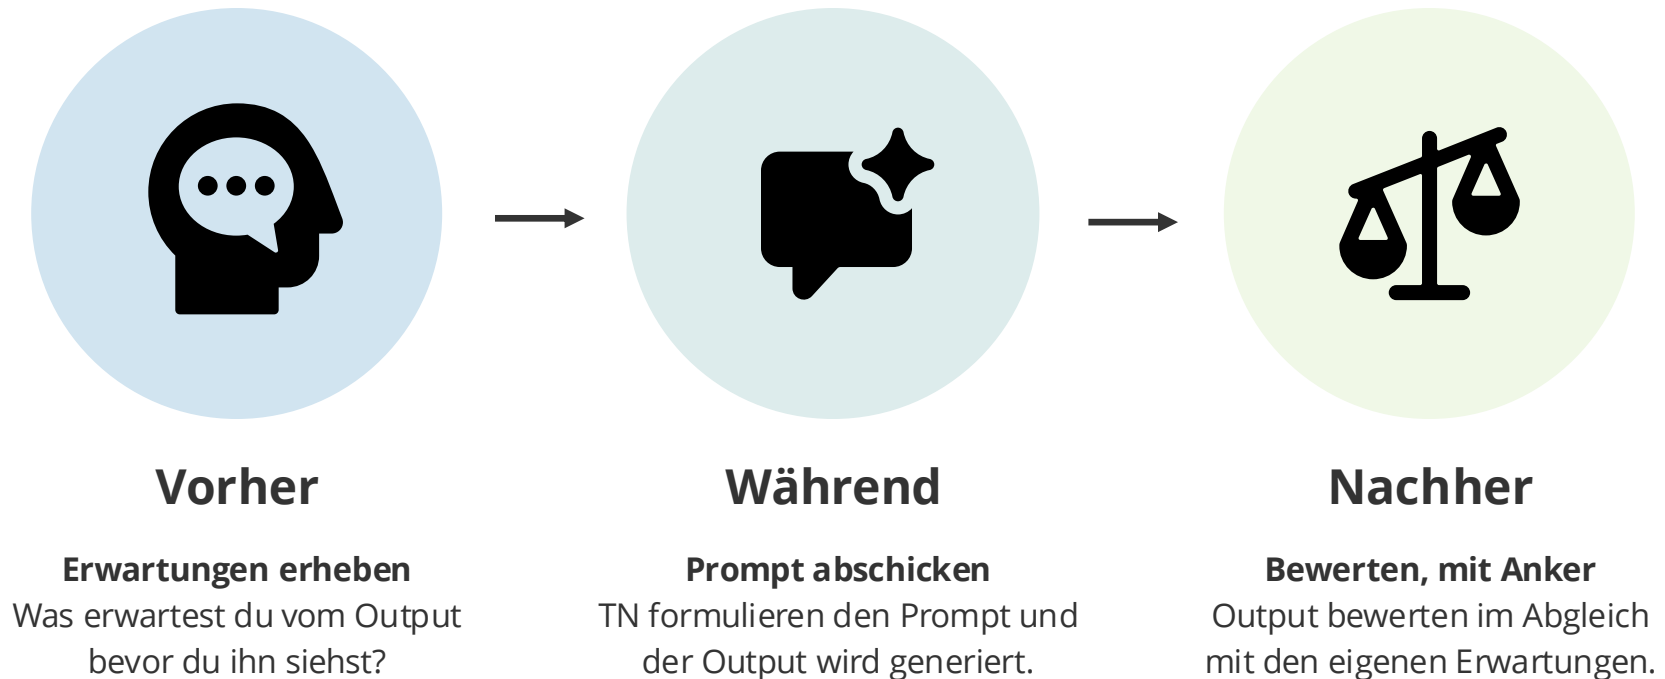 Vorher
Erwartungen erheben
Was erwartest du vom Output
bevor du ihn siehst?
Während
Prompt abschicken
TN formulieren den Prompt und
der Output wird generiert.
Nachher
Bewerten, mit Anker
Output bewerten im Abgleich
mit den eigenen Erwartungen.